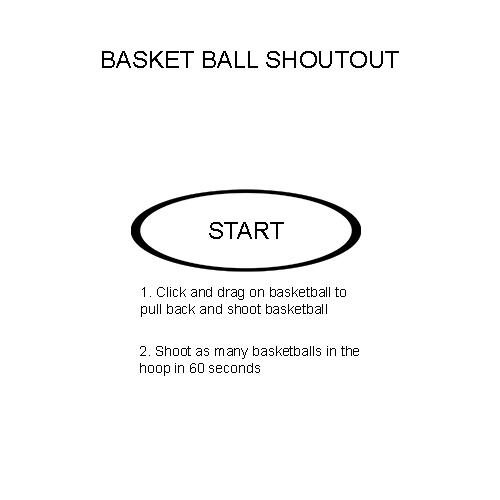 BASKET BALL SHOUTOUT
START
1. Click and drag on basketball to
pull back and shoot basketball
2. Shoot as many basketballs in the
hoop in 60 seconds